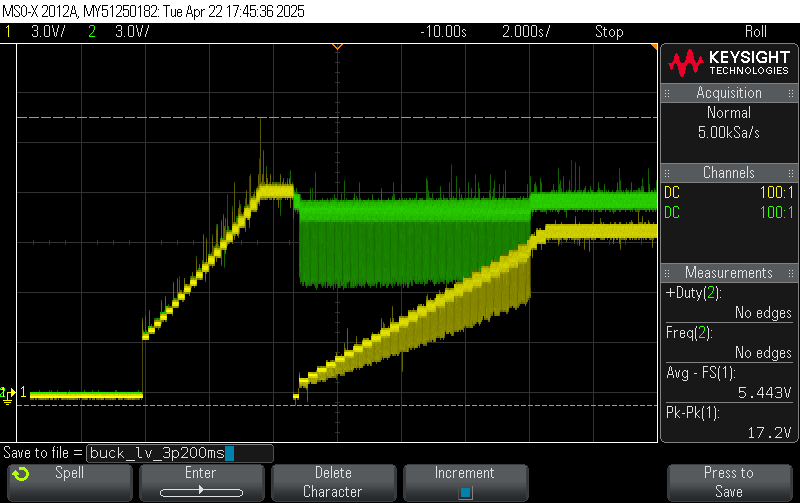 MSO-X 2012A, MY51250182: Tue Apr 22 17:45:36 2025
1 3.0V/ 2 3.0V/ -10.00s 2.000s/ Stop Roll
KEYSIGHT
TECHNOLOGIES
Acquisition
Normal
5.00kSa/s
Channels
DC 100:1
DC 100:1
Measurements
+Duty(2):
No edges
Freq(2):
No edges
Avg - FS(1):
5.443V
Pk-Pk(1):
17.2V
2 1
Save to file = buck_lv_3p200ms
Spell
Enter
Delete
Character
Increment
Press to
Save